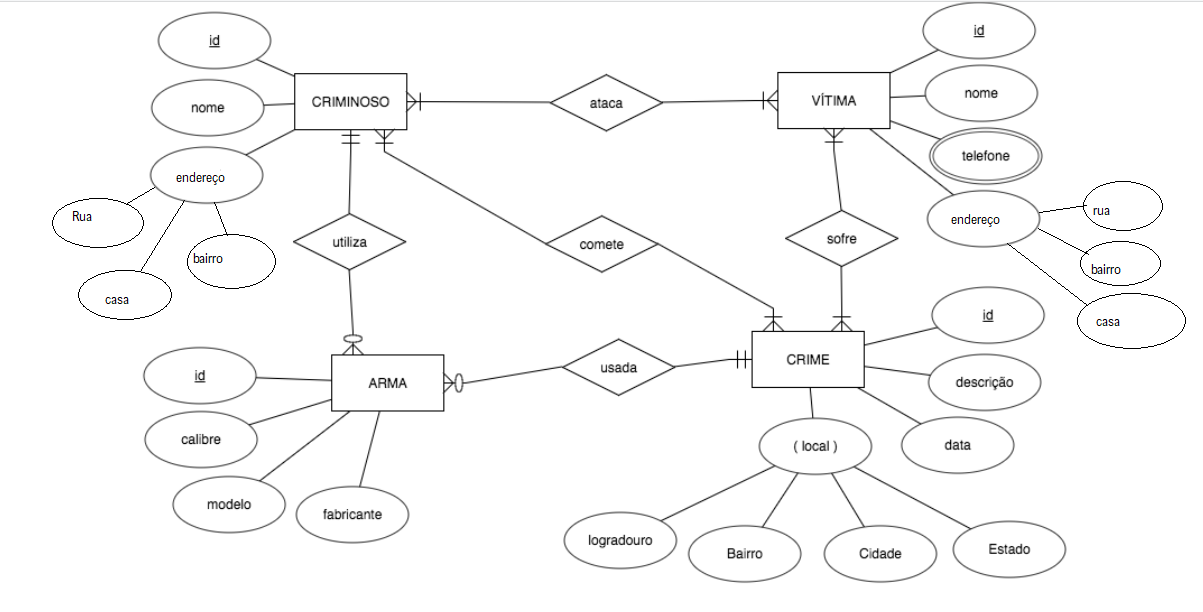 id
nome
endereço
Rua
casa
bairro
CRIMINOSO
ataca
VÍTIMA
id
nome
telefone
endereço
rua
bairro
casa
utiliza
comete
sofre
ARMA
id
calibre
modelo
fabricante
usada
CRIME
id
descrição
data
( local )
logradouro
Bairro
Cidade
Estado